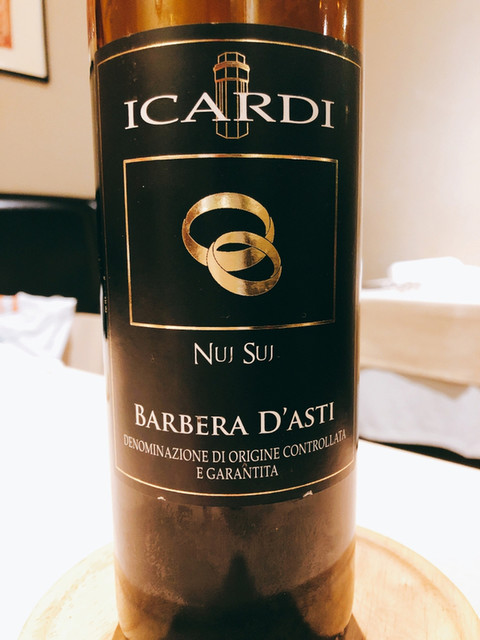 ICARDI
NUJ SUJ
BARBERA D'ASTI
DENOMINAZIONE DI ORIGINE CONTROLLATA
E GARANTITA